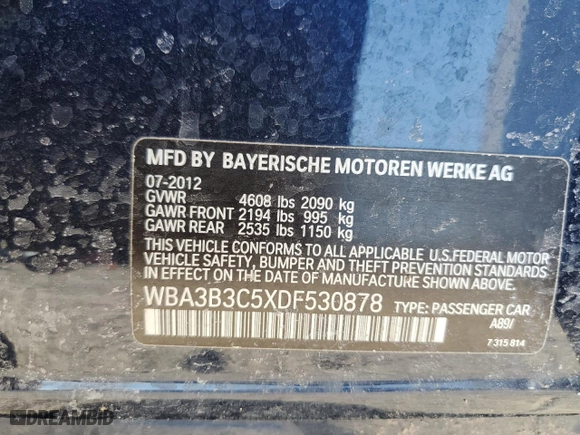 MFD BY BAYERISCHE MOTOREN WERKE AG
07-2012
GVWR 4608 lbs 2090 kg
GAWR FRONT 2194 lbs 995 kg
GAWR REAR 2535 lbs 1150 kg
THIS VEHICLE CONFORMS TO ALL APPLICABLE U.S.FEDERAL MOTOR
VEHICLE SAFETY, BUMPER AND THEFT PREVENTION STANDARDS
IN EFFECT ON THE DATE OF MANUFACTURE SHOWN ABOVE.
WBA3B3C5XDF530878 TYPE: PASSENGER CAR
A89/
7 315 814
DREAMBID